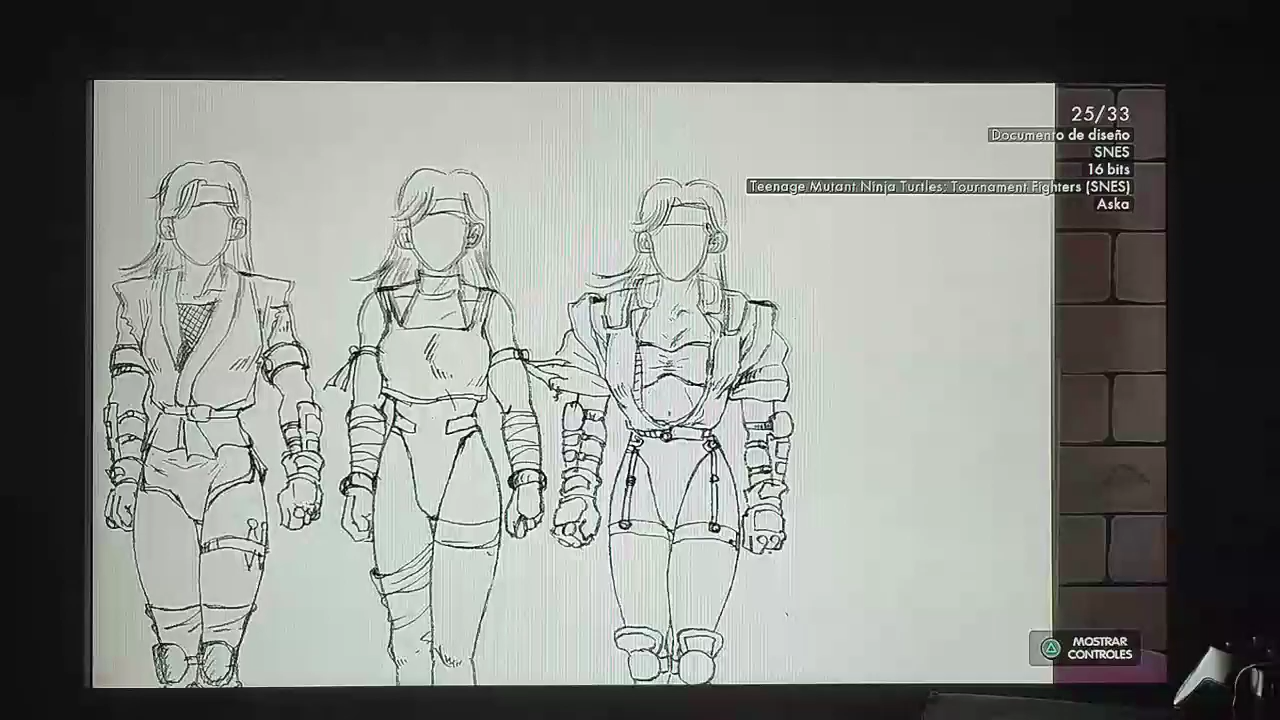 25/33
Documento de diseño
SNES
16 bits
Teenage Mutant Ninja Turtles: Tournament Fighters (SNES)
Aska
MOSTRAR
CONTROLES